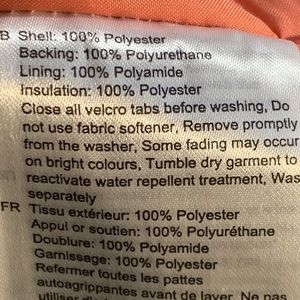 B Shell: 100% Polyester
Backing: 100% Polyurethane
Lining: 100% Polyamide
Insulation: 100% Polyester
Close all velcro tabs before washing, Do
not use fabric softener, Remove promptly
from the washer, Some fading may occur
on bright colours, Tumble dry garment to
reactivate water repellent treatment, Was
separately
FR Tissu extérieur: 100% Polyester
Appui or soutien: 100% Polyuréthane
Doublure: 100% Polyamide
Garnissage: 100% Polyester
Refermer toutes les pattes
autoagrippantes avant de laver, Ne pas
utiliser